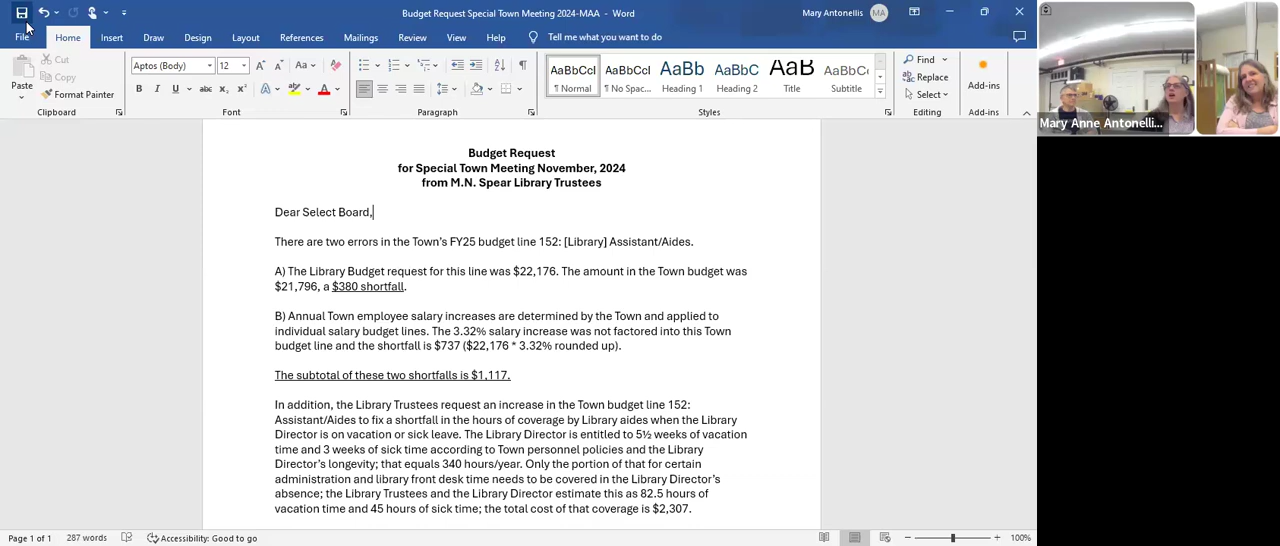 Budget Request Special Town Meeting 2024-MAA - Word
Mary Antonellis
MA
File Home Insert Draw Design Layout References Mailings Review View Help Tell me what you want to do
Paste
Cut
Copy
Format Painter
Clipboard
Aptos (Body) 12
Font
Paragraph
AaBbCcI AaBbCcI AaBb AaBbC AaB AaBbCc
¶ Normal ¶ No Spac... Heading 1 Heading 2 Title Subtitle
Styles
Find
Replace
Select
Editing
Add-ins
Add-ins
Mary Anne Antonelli...
Budget Request
for Special Town Meeting November, 2024
from M.N. Spear Library Trustees
Dear Select Board,
There are two errors in the Town's FY25 budget line 152: [Library] Assistant/Aides.
A) The Library Budget request for this line was $22,176. The amount in the Town budget was
$21,796, a $380 shortfall.
B) Annual Town employee salary increases are determined by the Town and applied to
individual salary budget lines. The 3.32% salary increase was not factored into this Town
budget line and the shortfall is $737 ($22,176 * 3.32% rounded up).
The subtotal of these two shortfalls is $1,117.
In addition, the Library Trustees request an increase in the Town budget line 152:
Assistant/Aides to fix a shortfall in the hours of coverage by Library aides when the Library
Director is on vacation or sick leave. The Library Director is entitled to 5½ weeks of vacation
time and 3 weeks of sick time according to Town personnel policies and the Library
Director's longevity; that equals 340 hours/year. Only the portion of that for certain
administration and library front desk time needs to be covered in the Library Director's
absence; the Library Trustees and the Library Director estimate this as 82.5 hours of
vacation time and 45 hours of sick time; the total cost of that coverage is $2,307.
Page 1 of 1 287 words Accessibility: Good to go 100%